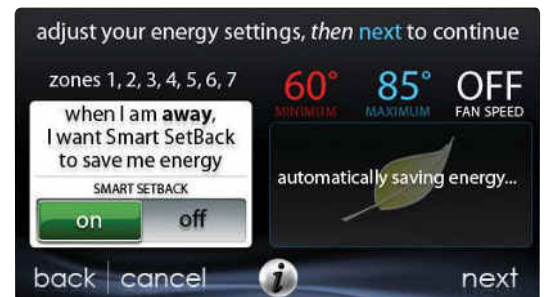 adjust your energy settings, then next to continue
zones 1, 2, 3, 4, 5, 6, 7
60° 85° OFF
MINIMUM MAXIMUM FAN SPEED
when I am away,
I want Smart SetBack
to save me energy
SMART SETBACK
on off
automatically saving energy...
back cancel i next